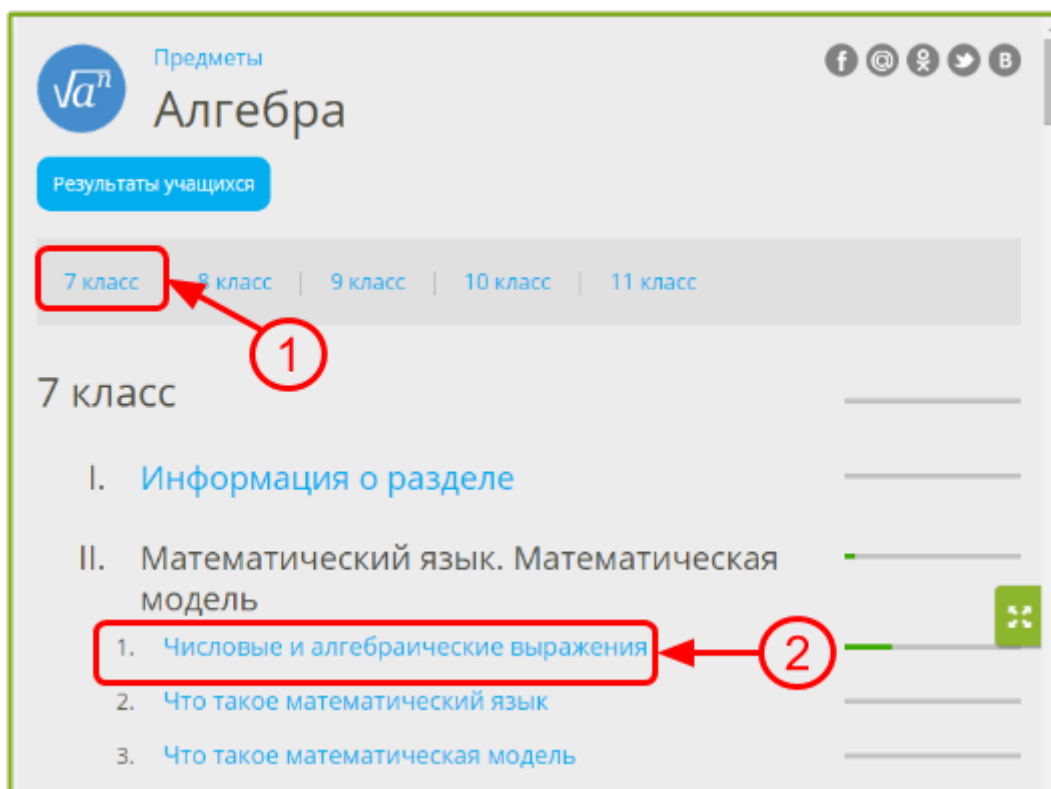 √aⁿ
Предметы
Алгебра
f @ B
Результаты учащихся
7 класс 8 класс | 9 класс | 10 класс | 11 класс
1
7 класс
I. Информация о разделе
II. Математический язык. Математическая
модель
1. Числовые и алгебраические выражения
2
2. Что такое математический язык
3. Что такое математическая модель